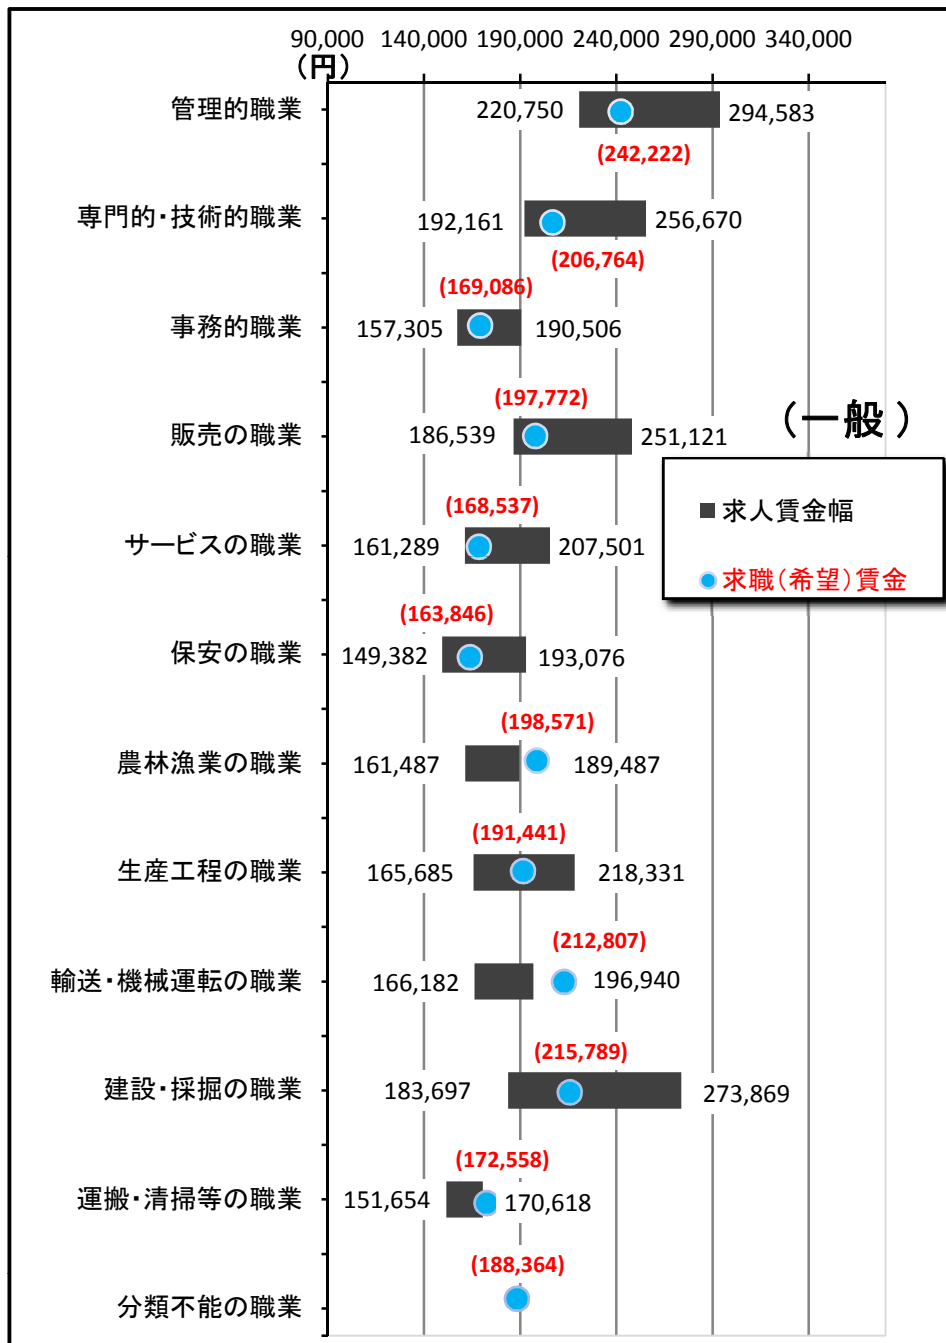 90,000 140,000 190,000 240,000 290,000 340,000
(円)
管理的職業 220,750 294,583
(242,222)
専門的・技術的職業 192,161 256,670
(206,764)
(169,086)
事務的職業 157,305 190,506
(197,772)
(一般)
販売の職業 186,539 251,121
(168,537)
求人賃金幅
サービスの職業 161,289 207,501
求職(希望)賃金
(163,846)
保安の職業 149,382 193,076
(198,571)
農林漁業の職業 161,487 189,487
(191,441)
生産工程の職業 165,685 218,331
(212,807)
輸送・機械運転の職業 166,182 196,940
(215,789)
建設・採掘の職業 183,697 273,869
(172,558)
運搬・清掃等の職業 151,654 170,618
(188,364)
分類不能の職業